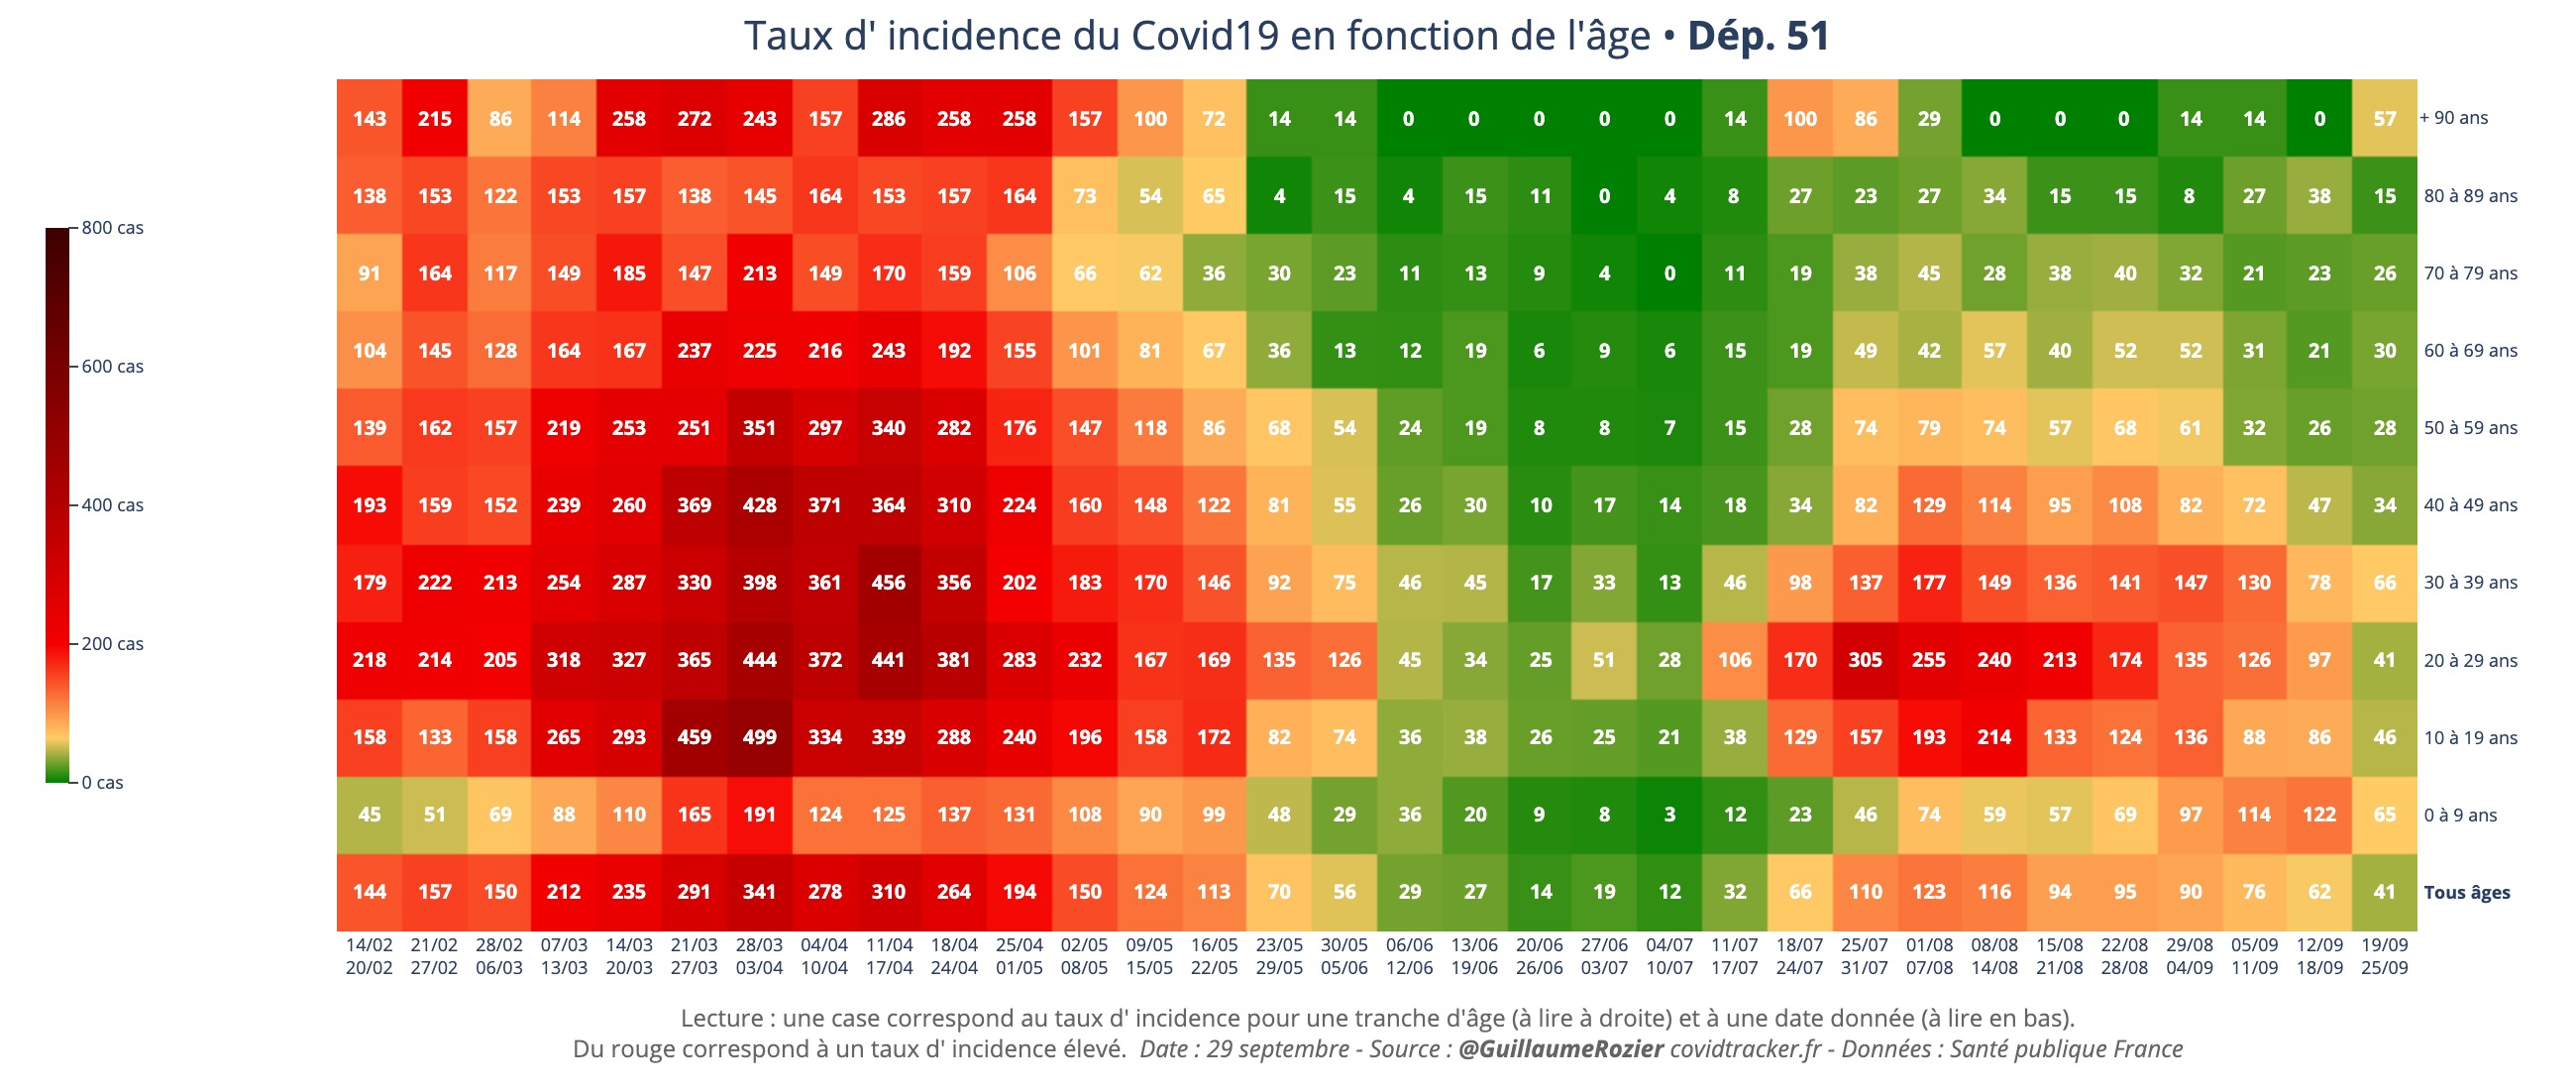 Taux d' incidence du Covid19 en fonction de l'âge • Dép. 51
143 215 86 114 258 272 243 157 286 258 258 157 100 72 14 14 0 0 0 0 0 14 100 86 29 0 0 0 14 14 0 57 + 90 ans
138 153 122 153 157 138 145 164 153 157 164 73 54 65 4 15 4 15 11 0 4 8 27 23 27 34 15 15 8 27 38 15 80 à 89 ans
800 cas
91 164 117 149 185 147 213 149 170 159 106 66 62 36 30 23 11 13 9 4 0 11 19 38 45 28 38 40 32 21 23 26 70 à 79 ans
104 145 128 164 167 237 225 216 243 192 155 101 81 67 36 13 12 19 6 9 6 15 19 49 42 57 40 52 52 31 21 30 60 à 69 ans
600 cas
139 162 157 219 253 251 351 297 340 282 176 147 118 86 68 54 24 19 8 8 7 15 28 74 79 74 57 68 61 32 26 28 50 à 59 ans
400 cas
193 159 152 239 260 369 428 371 364 310 224 160 148 122 81 55 26 30 10 17 14 18 34 82 129 114 95 108 82 72 47 34 40 à 49 ans
179 222 213 254 287 330 398 361 456 356 202 183 170 146 92 75 46 45 17 33 13 46 98 137 177 149 136 141 147 130 78 66 30 à 39 ans
200 cas
218 214 205 318 327 365 444 372 441 381 283 232 167 169 135 126 45 34 25 51 28 106 170 305 255 240 213 174 135 126 97 41 20 à 29 ans
158 133 158 265 293 459 499 334 339 288 240 196 158 172 82 74 36 38 26 25 21 38 129 157 193 214 133 124 136 88 86 46 10 à 19 ans
0 cas
45 51 69 88 110 165 191 124 125 137 131 108 90 99 48 29 36 20 9 8 3 12 23 46 74 59 57 69 97 114 122 65 0 à 9 ans
144 157 150 212 235 291 341 278 310 264 194 150 124 113 70 56 29 27 14 19 12 32 66 110 123 116 94 95 90 76 62 41 Tous âges
14/02 21/02 28/02 07/03 14/03 21/03 28/03 04/04 11/04 18/04 25/04 02/05 09/05 16/05 23/05 30/05 06/06 13/06 20/06 27/06 04/07 11/07 18/07 25/07 01/08 08/08 15/08 22/08 29/08 05/09 12/09 19/09
20/02 27/02 06/03 13/03 20/03 27/03 03/04 10/04 17/04 24/04 01/05 08/05 15/05 22/05 29/05 05/06 12/06 19/06 26/06 03/07 10/07 17/07 24/07 31/07 07/08 14/08 21/08 28/08 04/09 11/09 18/09 25/09
Lecture : une case correspond au taux d' incidence pour une tranche d'âge (à lire à droite) et à une date donnée (à lire en bas).
Du rouge correspond à un taux d' incidence élevé. Date : 29 septembre - Source : @GuillaumeRozier covidtracker.fr - Données : Santé publique France